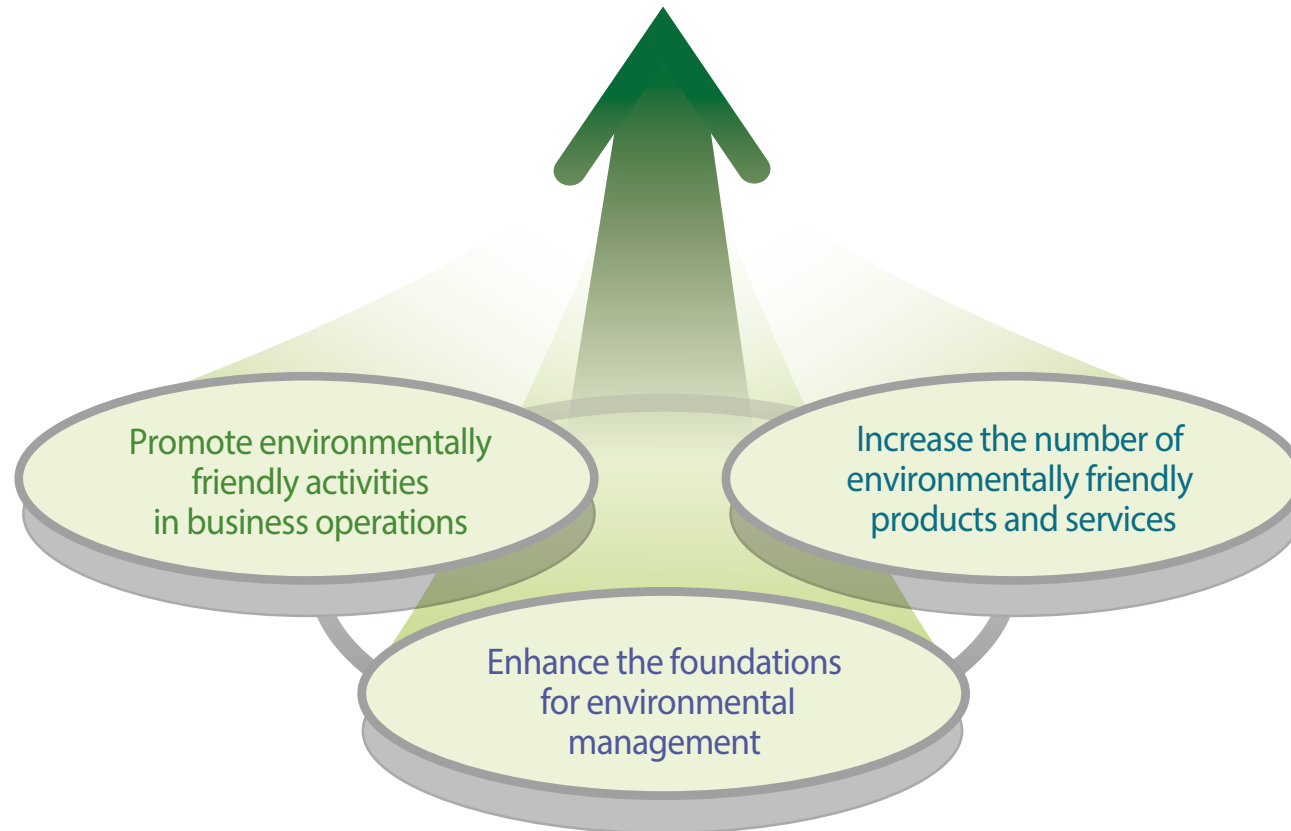 Promote environmentally
friendly activities
in business operations
Increase the number of
environmentally friendly
products and services
Enhance the foundations
for environmental
management